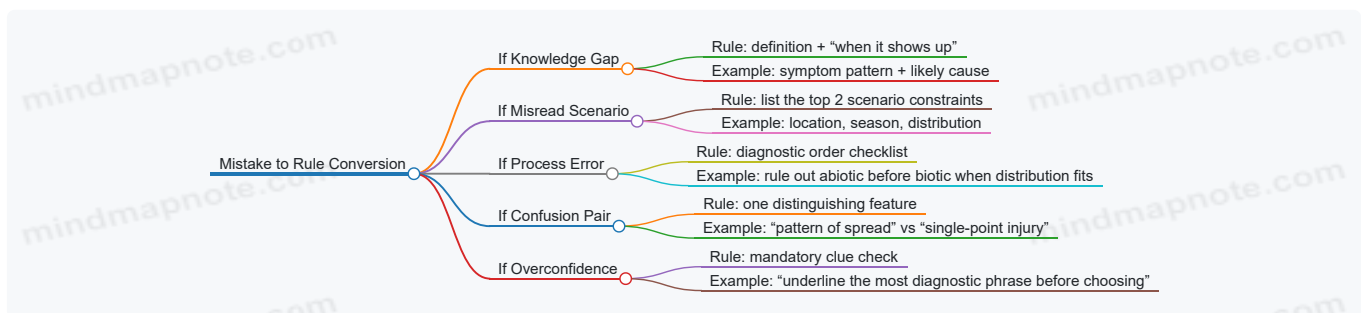 mindmapnote.com
mindmapnote.com
Rule: definition + “when it shows up”
If Knowledge Gap
Example: symptom pattern + likely cause
Rule: list the top 2 scenario constraints
If Misread Scenario
Example: location, season, distribution
Mistake to Rule Conversion
Rule: diagnostic order checklist
If Process Error
Example: rule out abiotic before biotic when distribution fits
mindmapnote.com
mindmapnote.com
Rule: one distinguishing feature
If Confusion Pair
Example: “pattern of spread” vs “single-point injury”
Rule: mandatory clue check
If Overconfidence
Example: “underline the most diagnostic phrase before choosing”